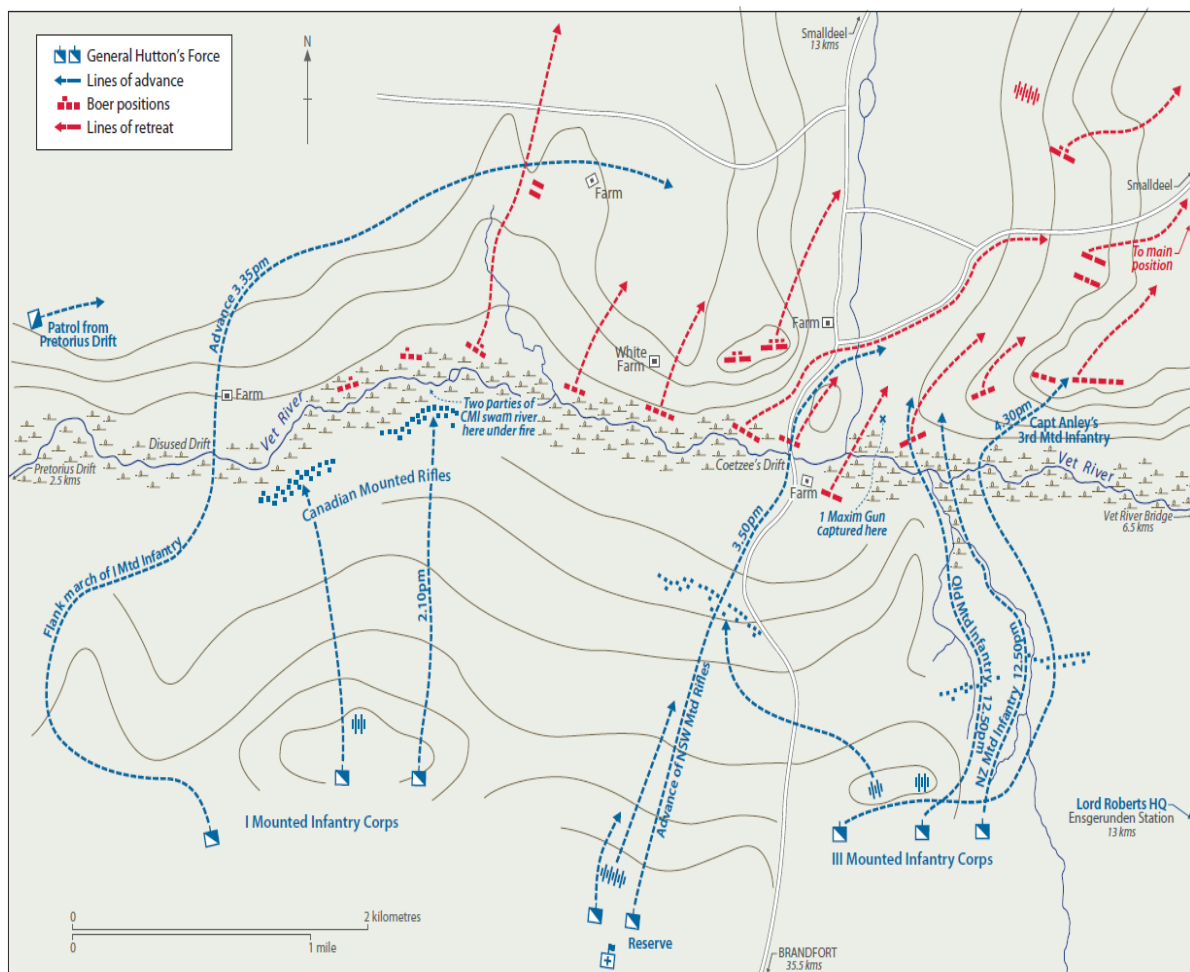 General Hutton's Force
Lines of advance
Boer positions
Lines of retreat
N
Smalldeel
13 kms
Farm
Smalldeel
To main
position
Advance 3.35pm
Patrol from
Pretorius Drift
Farm
White
Farm
Farm
Two parties of
CMI swam river
here under fire
Vet River
Disused Drift
Pretorius Drift
2.5 kms
Canadian Mounted Rifles
Coetzee's Drift
Farm
4.30pm
Capt Anley's
3rd Mtd Infantry
Vet River
Vet River Bridge
6.5 kms
1 Maxim Gun
captured here
Flank march of I Mtd Infantry
2.10pm
3.50pm
Advance of NSW Mtd Rifles
Qld Mtd Infantry 12.50pm
NZ Mtd Infantry 12.50pm
I Mounted Infantry Corps
III Mounted Infantry Corps
Lord Roberts HQ
Ensgerunden Station
13 kms
Reserve
0
2 kilometres
0
1 mile
BRANDFORT
35.5 kms